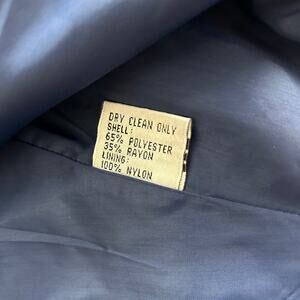 DRY CLEAN ONLY
SHELL:
65% POLYESTER
35% RAYON
LINING:
100% NYLON